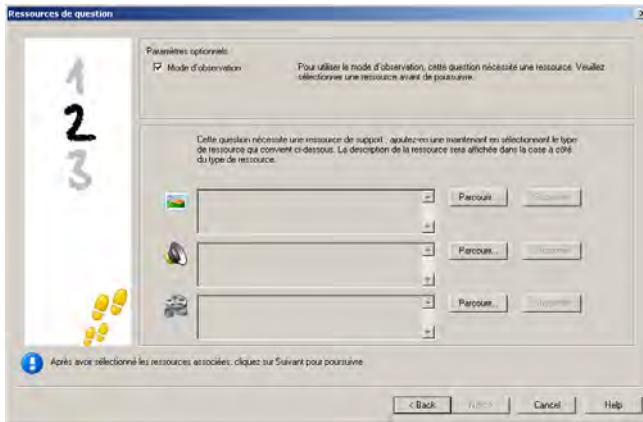 Ressources de question
1
2
3
Paramètres optionnels
Mode d'observation
Pour utiliser le mode d'observation, cette question nécessite une ressource. Veuillez
sélectionner une ressource avant de poursuivre.
Cette question nécessite une ressource de support ; ajoutez-en une maintenant en sélectionnant le type
de ressource qui convient ci-dessous. La description de la ressource sera affichée dans la case à côté
du type de ressource.
Parcourir...
Supprimer
Parcourir...
Supprimer
Parcourir...
Supprimer
Après avoir sélectionné les ressources associées, cliquez sur Suivant pour poursuivre
< Back
Next >
Cancel
Help